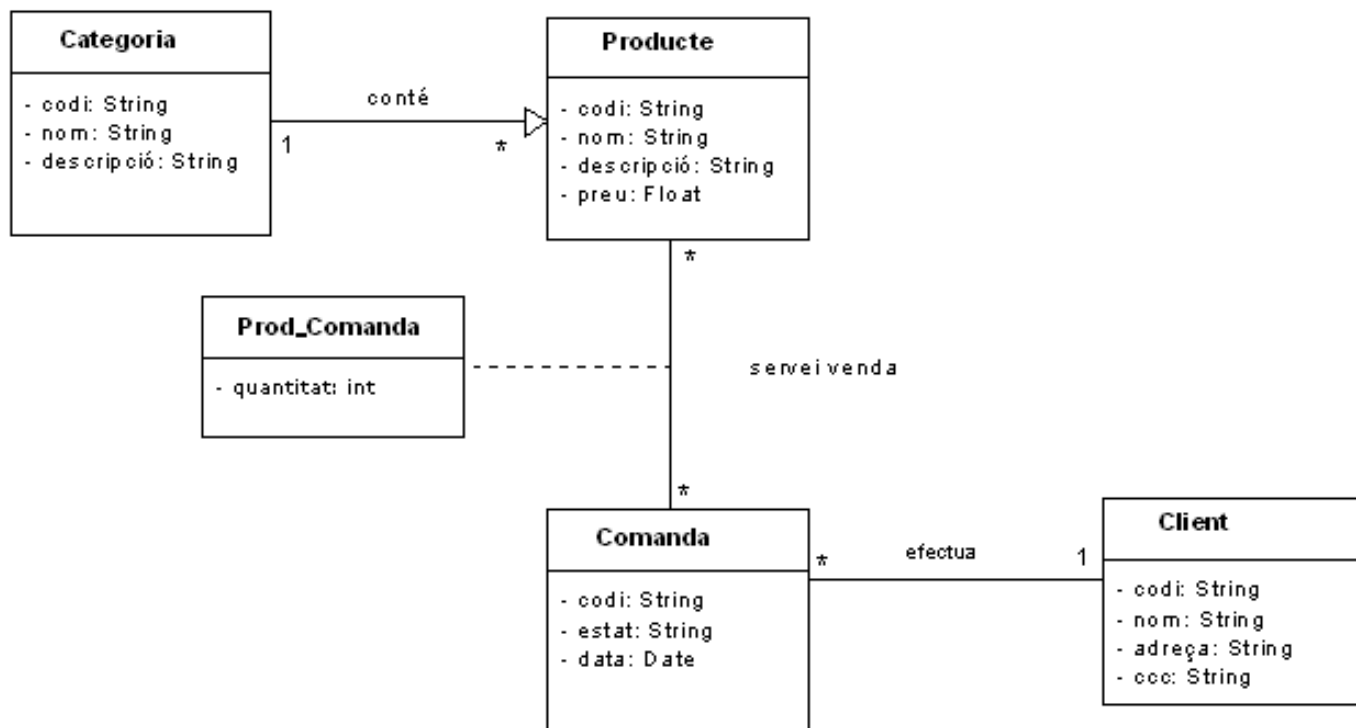 Categoria
- codi: String
- nom: String
- descripció: String
conté
1
*
Producte
- codi: String
- nom: String
- descripció: String
- preu: Float
*
Prod_Comanda
- quantitat: int
servei venda
*
Comanda
- codi: String
- estat: String
- data: Date
*
efectua
1
Client
- codi: String
- nom: String
- adreça: String
- ccc: String